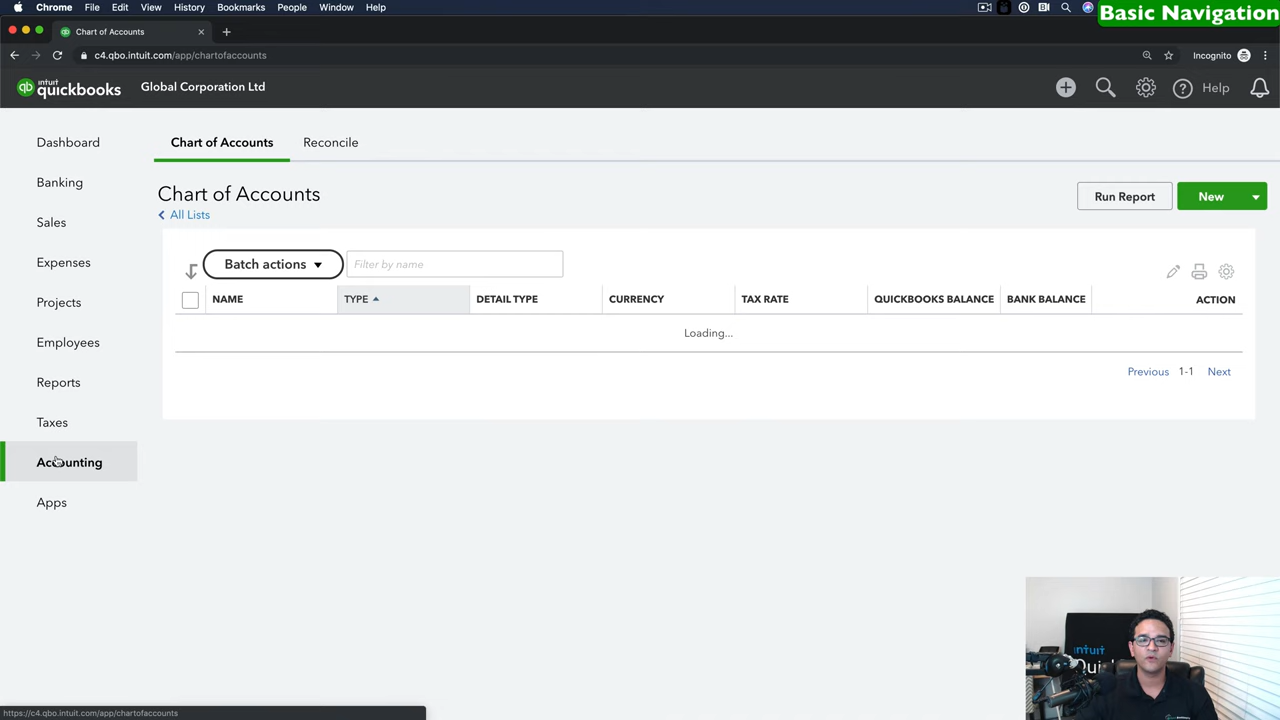 Chrome File Edit View History Bookmarks People Window Help
Basic Navigation
Chart of Accounts
c4.qbo.intuit.com/app/chartofaccounts
Incognito
intuit quickbooks
Global Corporation Ltd
Help
Dashboard
Banking
Sales
Expenses
Projects
Employees
Reports
Taxes
Accounting
Apps
Chart of Accounts Reconcile
Chart of Accounts
All Lists
Run Report New
Batch actions Filter by name
NAME TYPE DETAIL TYPE CURRENCY TAX RATE QUICKBOOKS BALANCE BANK BALANCE ACTION
Loading...
Previous 1-1 Next
intuit
https://c4.qbo.intuit.com/app/chartofaccounts